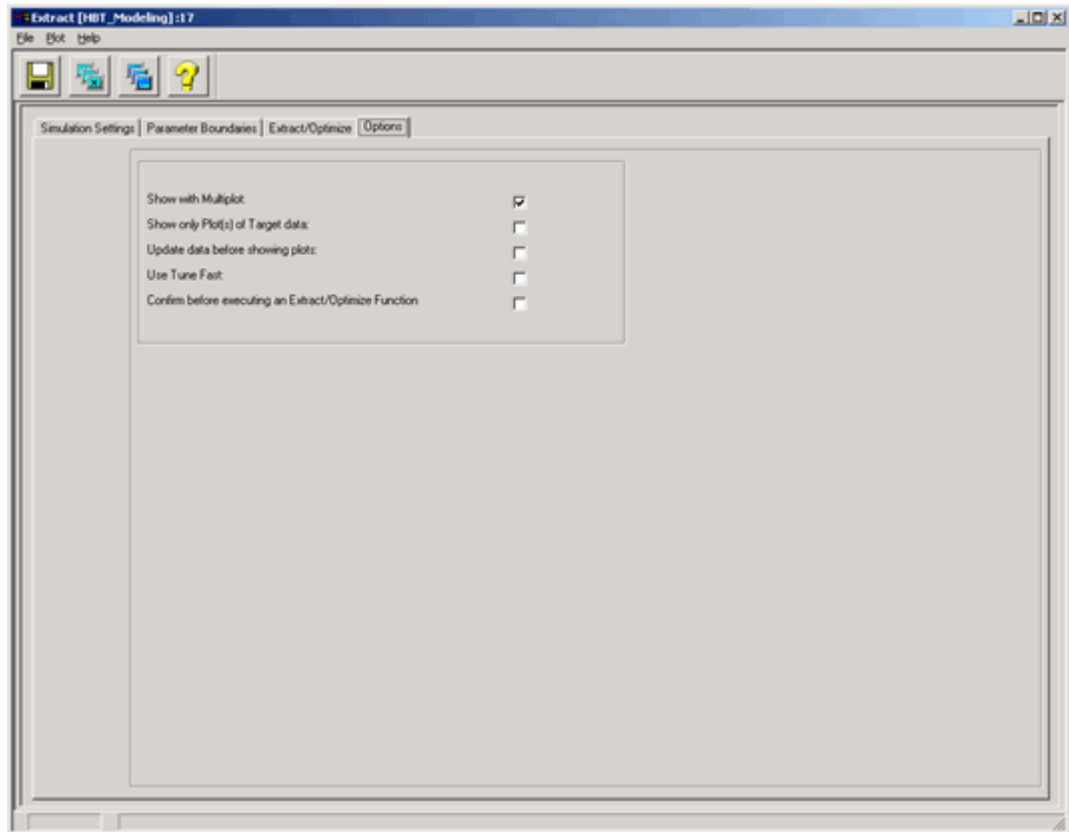 Extract [HBT_Modeling] :17
File Plot Help
Simulation Settings Parameter Boundaries Extract/Optimize Options
Show with Multiplot
Show only Plot(s) of Target data:
Update data before showing plots:
Use Tune Fast
Confirm before executing an Extract/Optimize Function